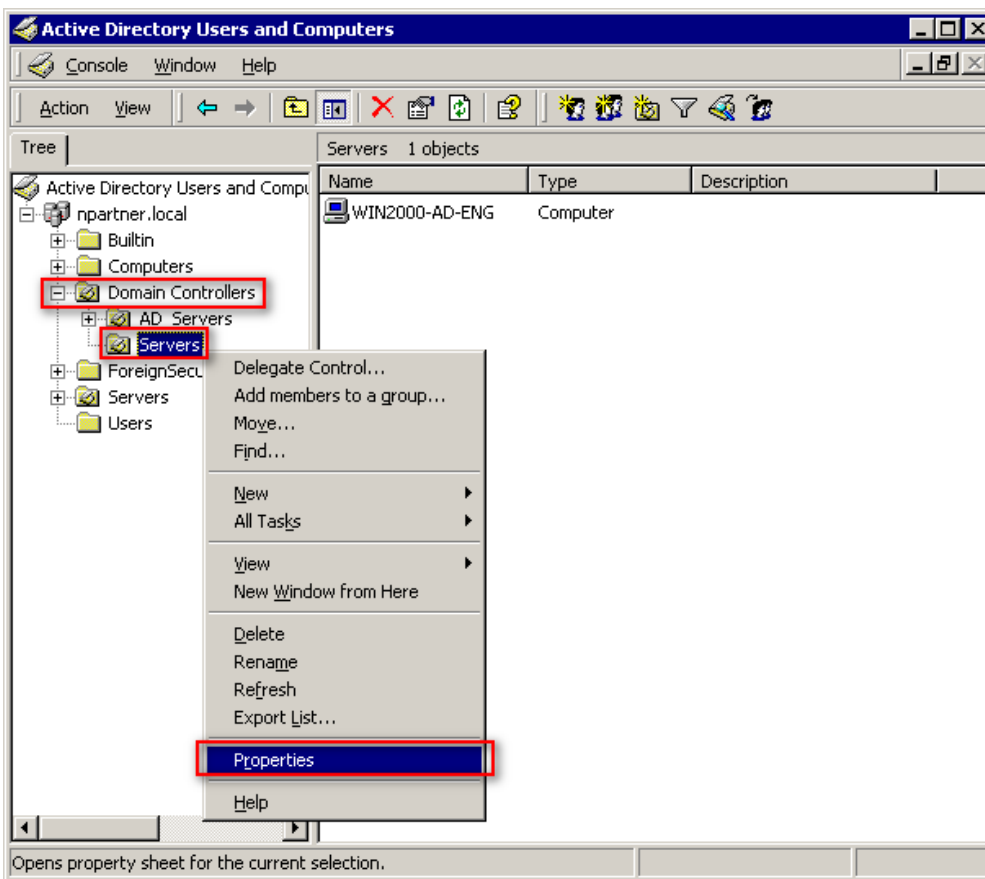 Active Directory Users and Computers
Console Window Help
Action View
Tree
Servers 1 objects
Active Directory Users and Compu
Name Type Description
npartner.local
WIN2000-AD-ENG Computer
Builtin
Computers
Domain Controllers
AD_Servers
Servers
ForeignSecu
Servers
Users
Delegate Control...
Add members to a group...
Move...
Find...
New
All Tasks
View
New Window from Here
Delete
Rename
Refresh
Export List...
Properties
Help
Opens property sheet for the current selection.